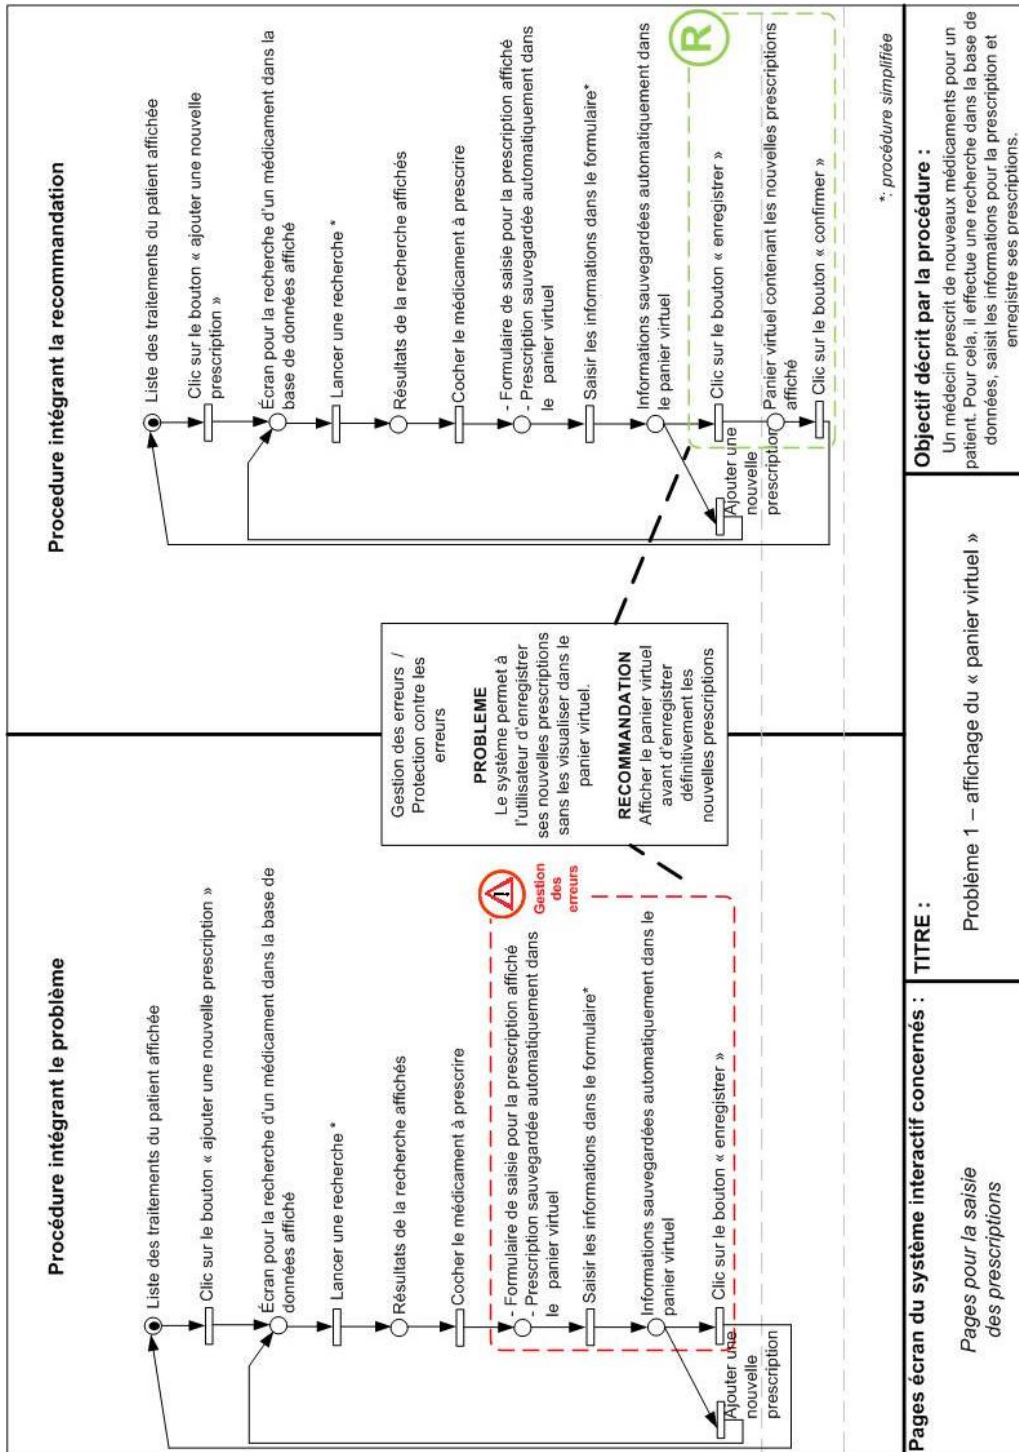 Procédure intégrant le problème
Liste des traitements du patient affichée
Clic sur le bouton « ajouter une nouvelle prescription »
Écran pour la recherche d'un médicament dans la base de
données affiché
Lancer une recherche *
Résultats de la recherche affichés
Cocher le médicament à prescrire
- Formulaire de saisie pour la prescription affiché
- Prescription sauvegardée automatiquement dans
le panier virtuel
Saisir les informations dans le formulaire*
Informations sauvegardées automatiquement dans le
panier virtuel
Clic sur le bouton « enregistrer »
Ajouter une
nouvelle
prescription
Gestion
des
erreurs
Gestion des erreurs /
Protection contre les
erreurs
PROBLEME
Le système permet à
l'utilisateur d'enregistrer
ses nouvelles prescriptions
sans les visualiser dans le
panier virtuel.
RECOMMANDATION
Afficher le panier virtuel
avant d'enregistrer
définitivement les
nouvelles prescriptions
Procedure intégrant la recommandation
Liste des traitements du patient affichée
Clic sur le bouton « ajouter une nouvelle
prescription »
Écran pour la recherche d'un médicament dans la
base de données affiché
Lancer une recherche *
Résultats de la recherche affichés
Cocher le médicament à prescrire
- Formulaire de saisie pour la prescription affiché
- Prescription sauvegardée automatiquement dans
le panier virtuel
Saisir les informations dans le formulaire*
Informations sauvegardées automatiquement dans
le panier virtuel
Clic sur le bouton « enregistrer »
Ajouter une
nouvelle
prescription
Panier virtuel contenant les nouvelles prescriptions
affiché
Clic sur le bouton « confirmer »
R
*: procédure simplifiée
Pages écran du système interactif concernés :
Pages pour la saisie
des prescriptions
TITRE :
Problème 1 – affichage du « panier virtuel »
Objectif décrit par la procédure :
Un médecin prescrit de nouveaux médicaments pour un
patient. Pour cela, il effectue une recherche dans la base de
données, saisit les informations pour la prescription et
enregistre ses prescriptions.